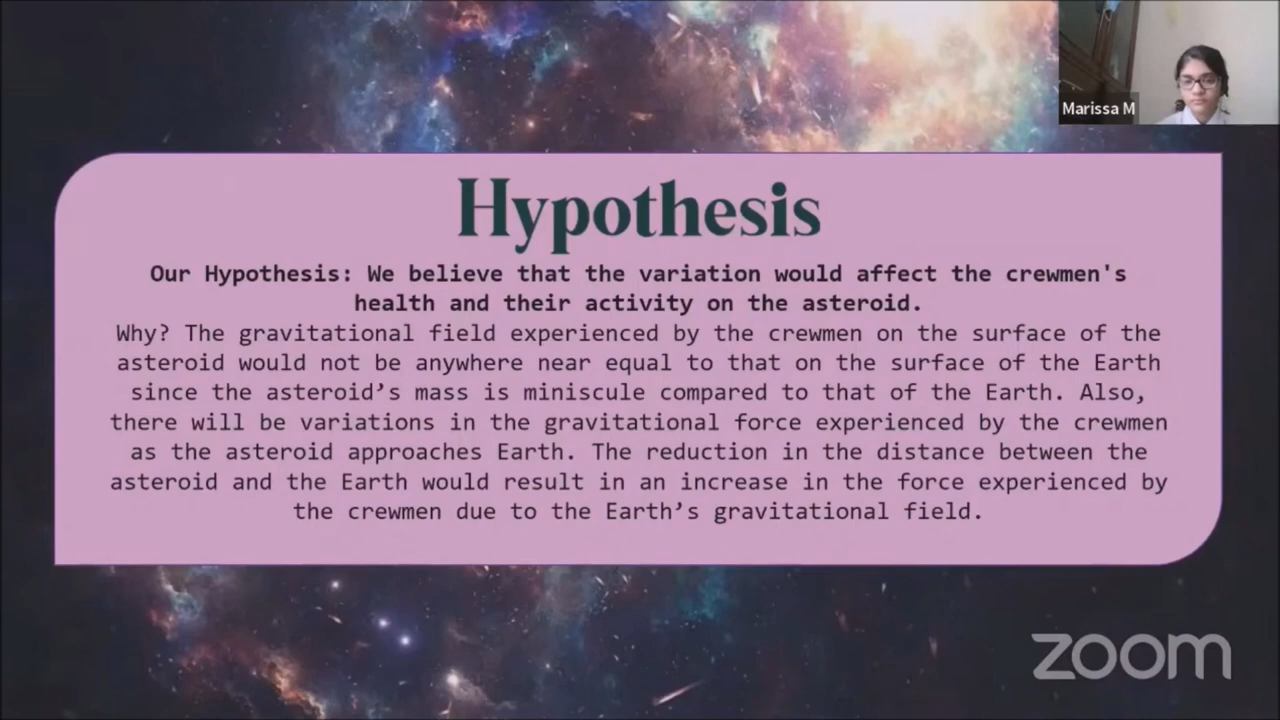 Marissa M
Hypothesis
Our Hypothesis: We believe that the variation would affect the crewmen's
health and their activity on the asteroid.
Why? The gravitational field experienced by the crewmen on the surface of the
asteroid would not be anywhere near equal to that on the surface of the Earth
since the asteroid’s mass is miniscule compared to that of the Earth. Also,
there will be variations in the gravitational force experienced by the crewmen
as the asteroid approaches Earth. The reduction in the distance between the
asteroid and the Earth would result in an increase in the force experienced by
the crewmen due to the Earth’s gravitational field.
zoom